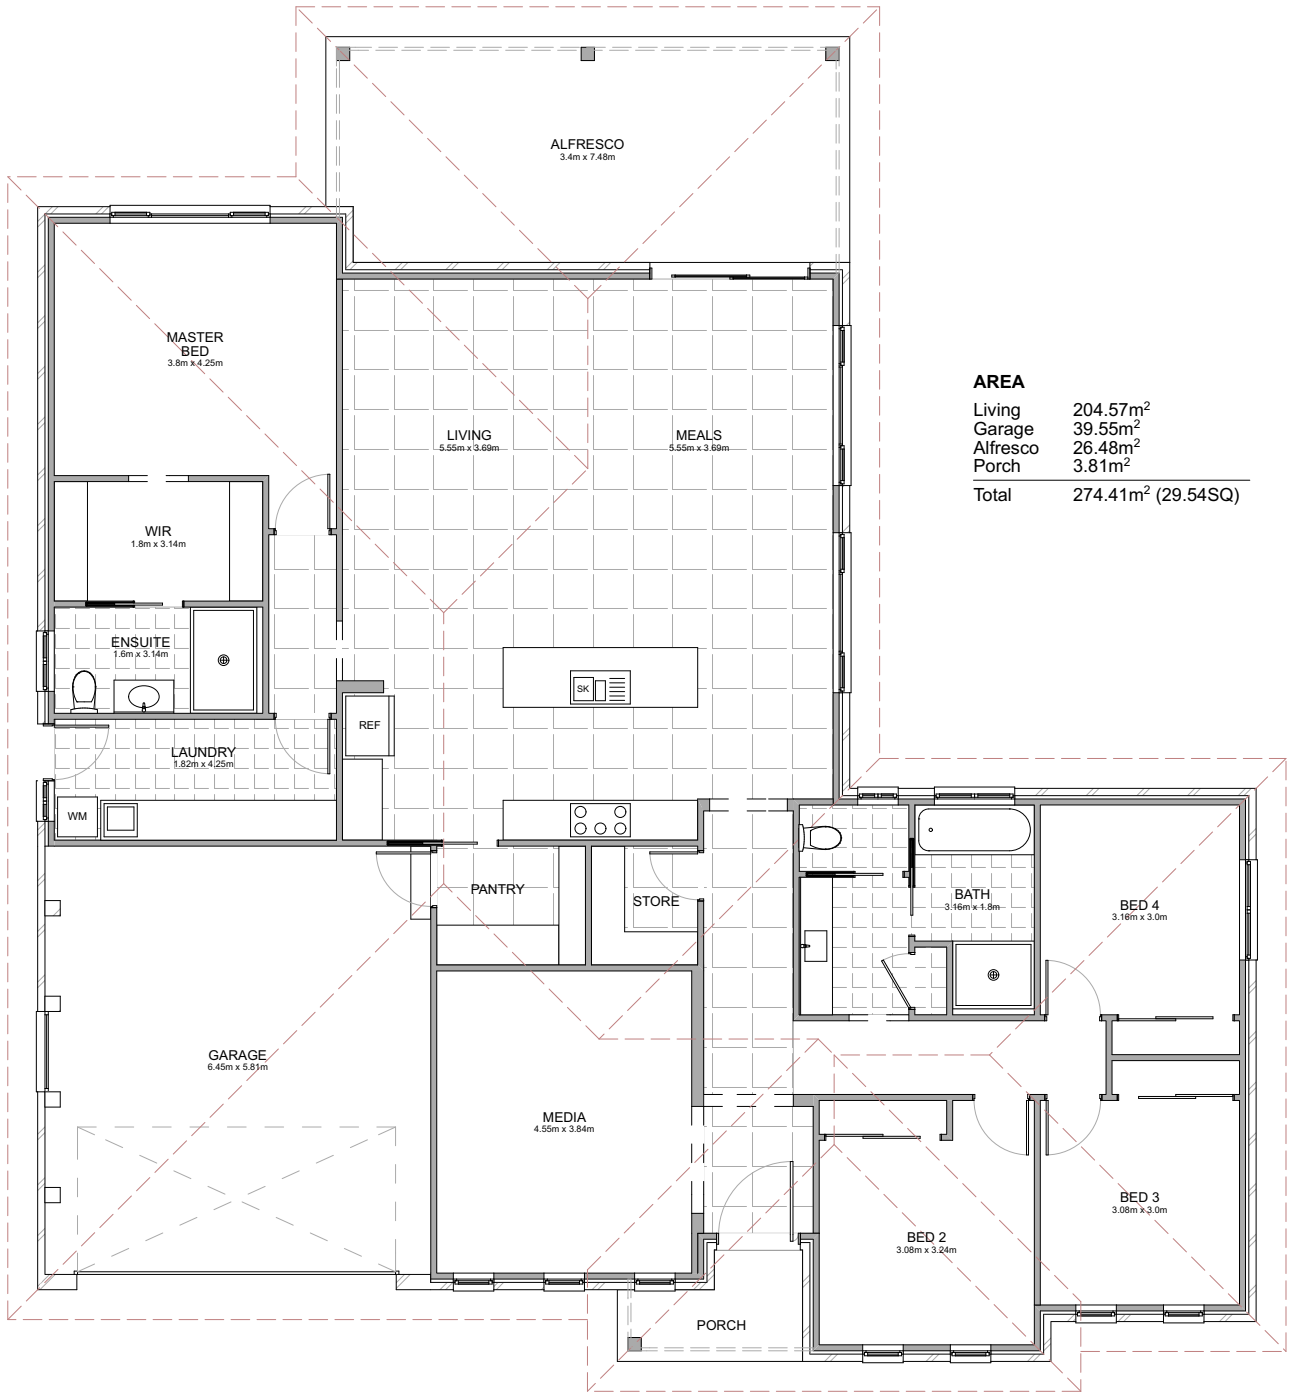 ALFRESCO
3.4m x 7.48m
MASTER
BED
3.8m x 4.25m
LIVING
5.55m x 3.69m
MEALS
5.55m x 3.69m
AREA
Living 204.57m²
Garage 39.55m²
Alfresco 26.48m²
Porch 3.81m²
Total 274.41m² (29.54SQ)
WIR
1.8m x 3.14m
ENSUITE
1.6m x 3.14m
SK
REF
LAUNDRY
1.82m x 4.25m
WM
PANTRY
STORE
BATH
3.16m x 1.8m
BED 4
3.16m x 3.0m
GARAGE
6.45m x 5.81m
MEDIA
4.55m x 3.84m
BED 3
3.08m x 3.0m
BED 2
3.08m x 3.24m
PORCH